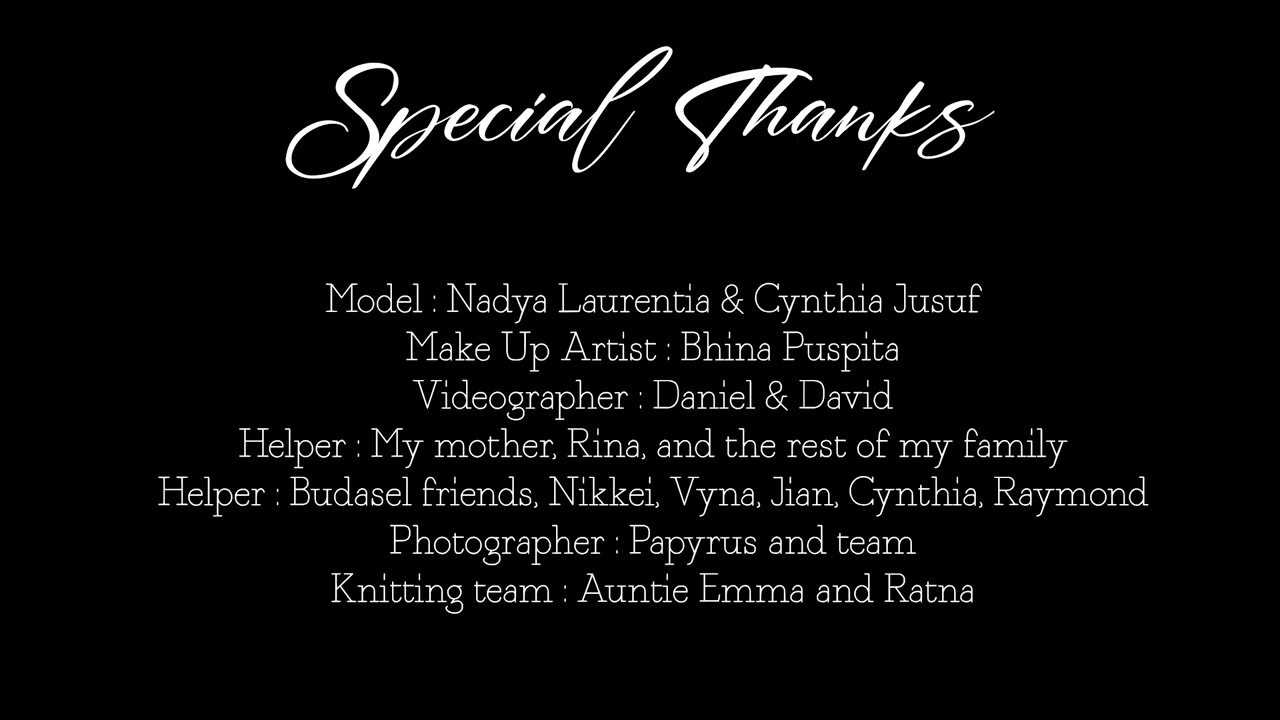 Special Thanks
Model : Nadya Laurentia & Cynthia Jusuf
Make Up Artist : Bhina Puspita
Videographer : Daniel & David
Helper : My mother, Rina, and the rest of my family
Helper : Budasel friends, Nikkei, Vyna, Jian, Cynthia, Raymond
Photographer : Papyrus and team
Knitting team : Auntie Emma and Ratna